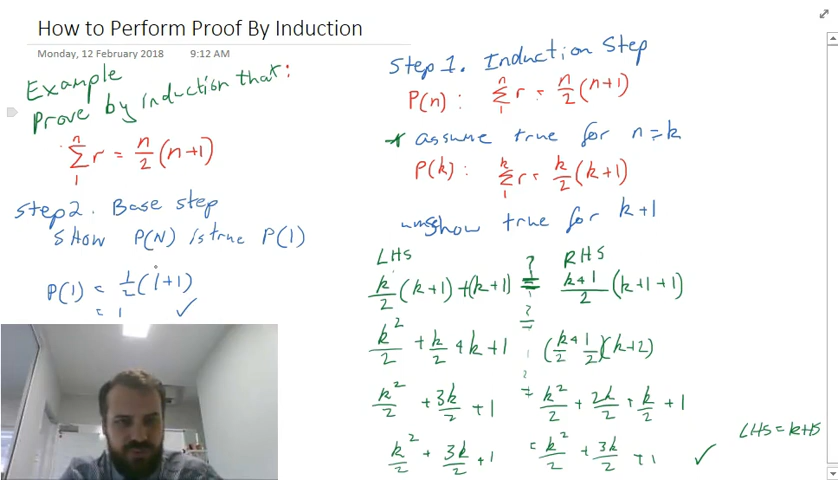 How to Perform Proof By Induction
Monday, 12 February 2018 9:12 AM
Example
Prove by induction that:
n
∑ r = n/2 (n+1)
1
Step 2. Base step
Show P(N) is true P(1)
P(1) = 1/2 (1+1)
= 1 ✓
Step 1. Induction Step
P(n) : ∑ r = n/2 (n+1)
* assume true for n=k
P(k) : ∑ r = k/2 (k+1)
show true for k+1
LHS ? RHS
k/2 (k+1) + (k+1) = k+1/2 (k+1+1)
k²/2 + k/2 + k+1 ?= (k/2 + 1/2)(k+2)
k²/2 + 3k/2 + 1 ?= k²/2 + 2k/2 + k/2 + 1
k²/2 + 3k/2 + 1 = k²/2 + 3k/2 + 1 ✓
LHS = RHS